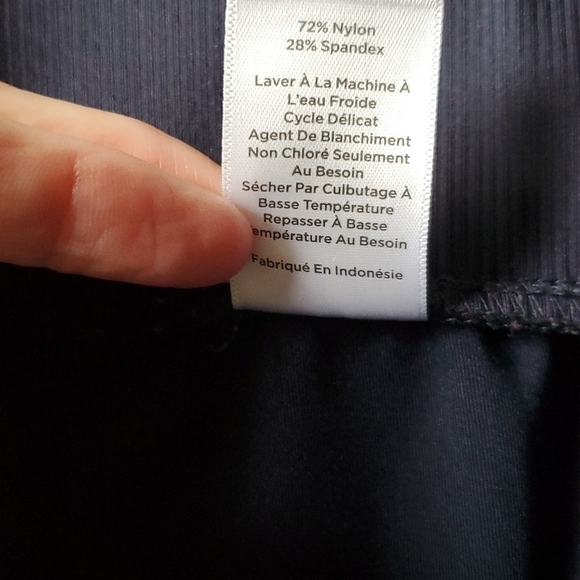 72% Nylon
28% Spandex
Laver À La Machine À
L'eau Froide
Cycle Délicat
Agent De Blanchiment
Non Chloré Seulement
Au Besoin
Sécher Par Culbutage À
Basse Température
Repasser À Basse
empérature Au Besoin
Fabriqué En Indonésie